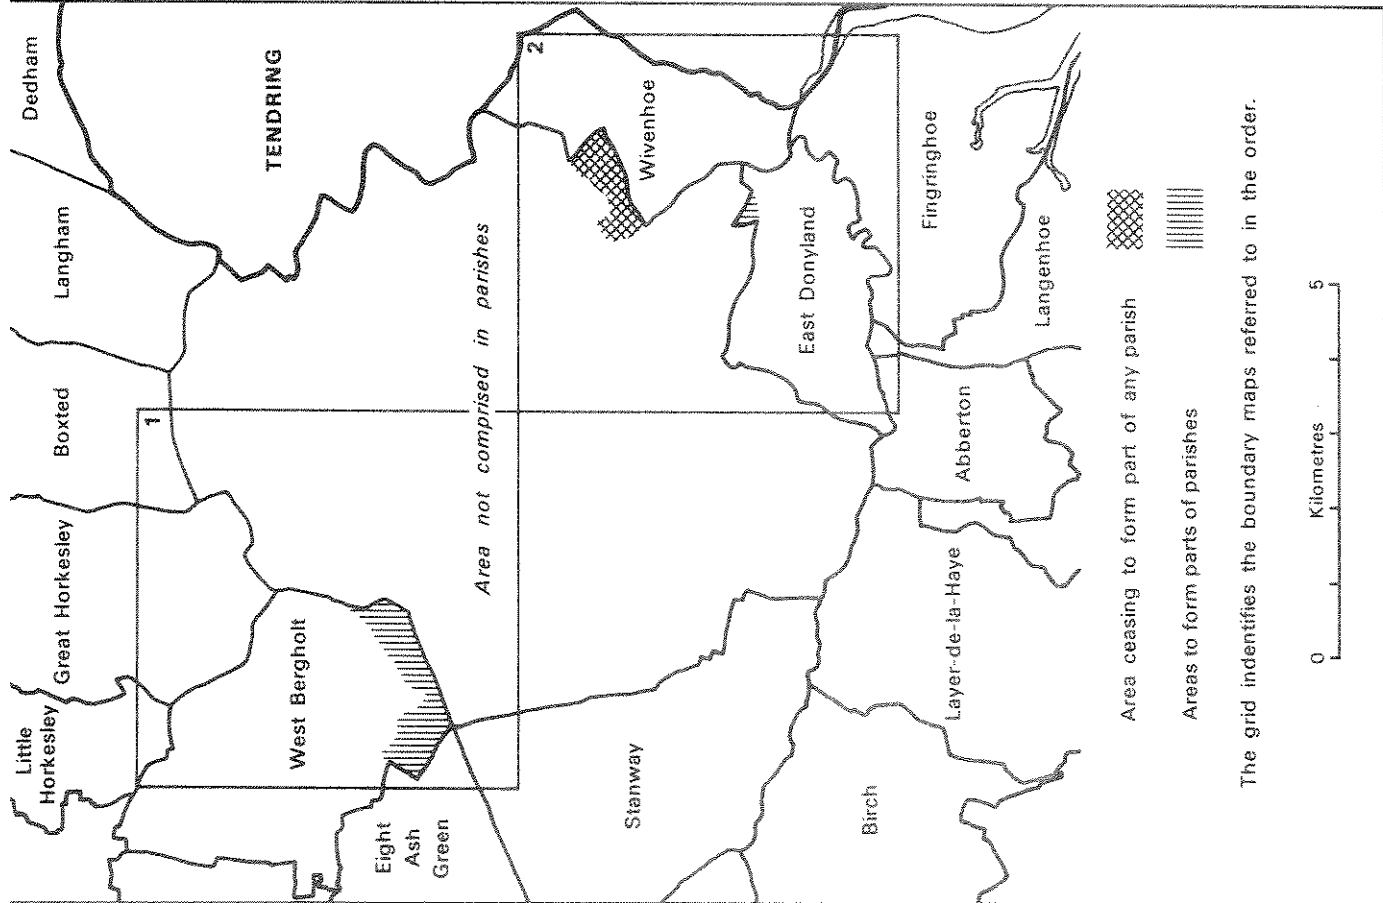 Little
Horkesley
Great Horkesley
Boxted
Langham
Dedham
1
TENDRING
West Bergholt
Area not comprised in parishes
2
Eight
Ash
Green
Wivenhoe
Stanway
East Donyland
Birch
Layer-de-la-Haye
Abberton
Fingringhoe
Langenhoe
Area ceasing to form part of any parish
Areas to form parts of parishes
The grid indentifies the boundary maps referred to in the order.
0 Kilometres 5